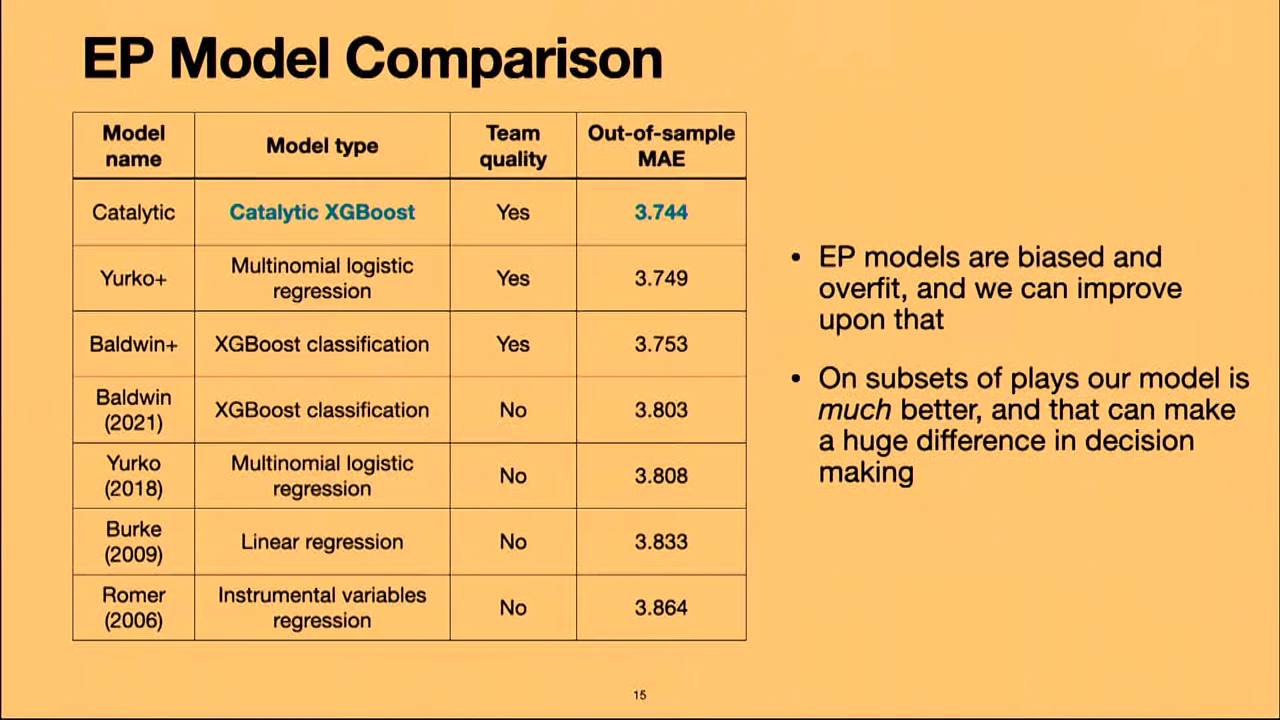 EP Model Comparison
Model name
Model type
Team quality
Out-of-sample MAE
Catalytic
Catalytic XGBoost
Yes
3.744
Yurko+
Multinomial logistic regression
Yes
3.749
Baldwin+
XGBoost classification
Yes
3.753
Baldwin (2021)
XGBoost classification
No
3.803
Yurko (2018)
Multinomial logistic regression
No
3.808
Burke (2009)
Linear regression
No
3.833
Romer (2006)
Instrumental variables regression
No
3.864
• EP models are biased and
overfit, and we can improve
upon that
• On subsets of plays our model is
much better, and that can make
a huge difference in decision
making
15